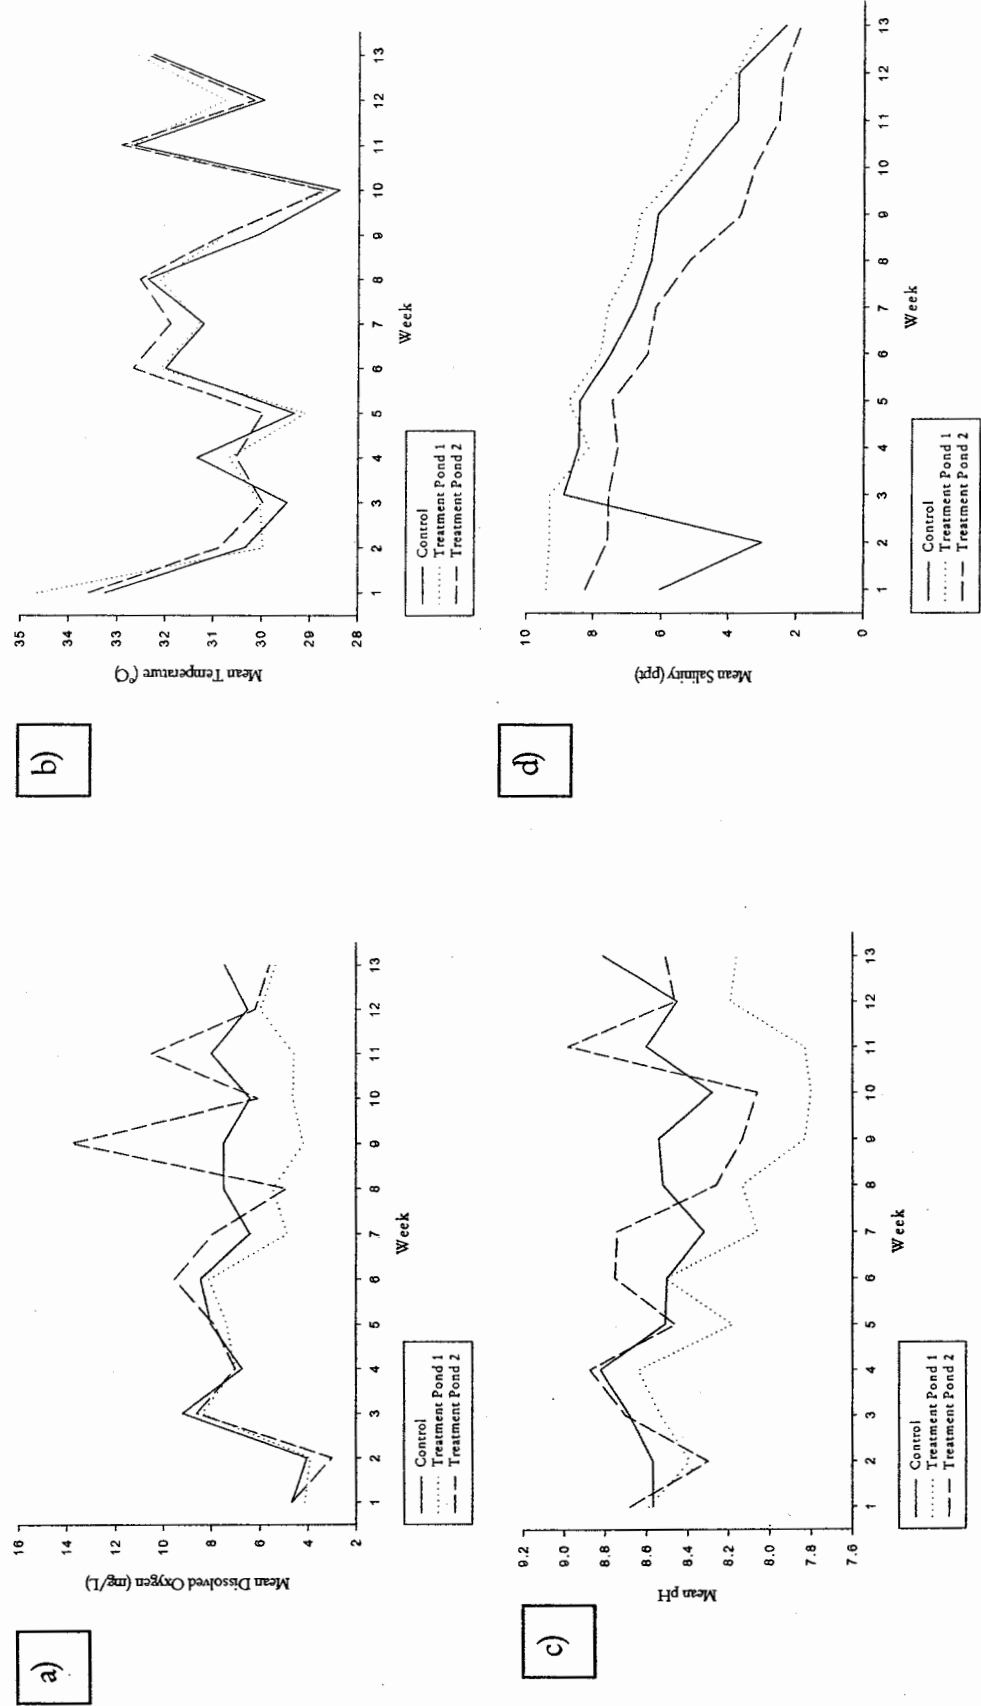 a)
Mean Dissolved Oxygen (mg/L)
16
14
12
10
8
6
4
2
1 2 3 4 5 6 7 8 9 10 11 12 13
Week
Control
Treatment Pond 1
Treatment Pond 2
b)
Mean Temperature (°C)
35
34
33
31
30
29
28
1 2 3 4 5 6 7 8 9 10 11 12 13
Week
Control
Treatment Pond 1
Treatment Pond 2
c)
Mean pH
9.2
9.0
8.8
8.6
8.4
8.2
8.0
7.8
7.6
1 2 3 4 5 6 7 8 9 10 11 12 13
Week
Control
Treatment Pond 1
Treatment Pond 2
d)
Mean Salinity (ppt)
10
8
6
4
2
0
1 2 3 4 5 6 7 8 9 10 11 12 13
Week
Control
Treatment Pond 1
Treatment Pond 2